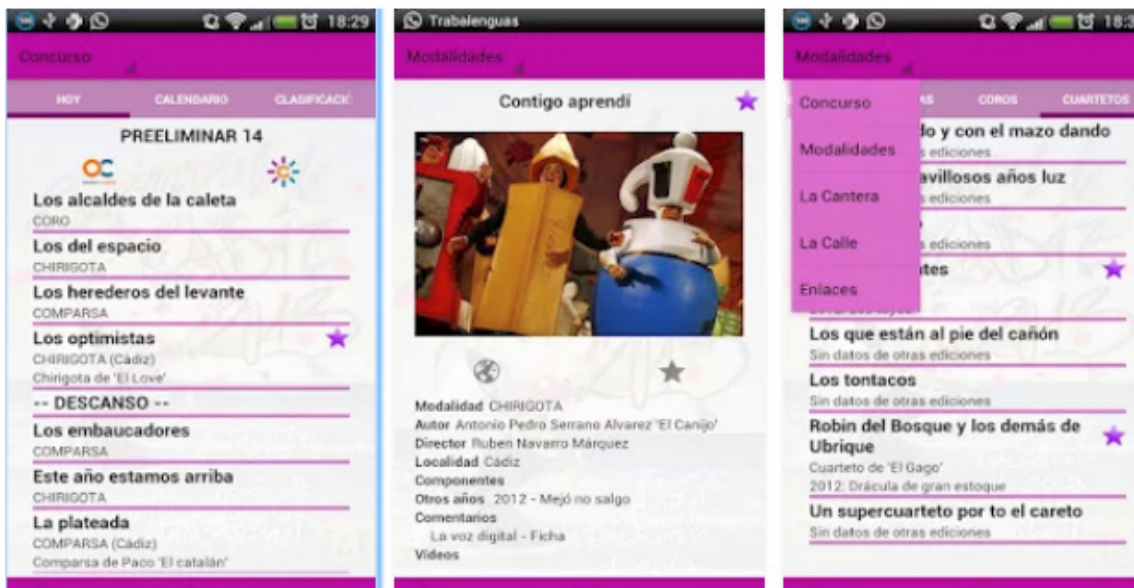 18:29
Concurso
HOY CALENDARIO CLASIFICACIÓ
PREELIMINAR 14
OC
Los alcaldes de la caleta
CORO
Los del espacio
CHIRIGOTA
Los herederos del levante
COMPARSA
Los optimistas
CHIRIGOTA (Cádiz)
Chirigota de 'El Love'
-- DESCANSO --
Los embaucadores
COMPARSA
Este año estamos arriba
CHIRIGOTA
La plateada
COMPARSA (Cádiz)
Comparsa de Paco 'El catalán'
Trabalenguas
Modalidades
Contigo aprendí
Modalidad CHIRIGOTA
Autor Antonio Pedro Serrano Alvarez 'El Canijo'
Director Ruben Navarro Márquez
Localidad Cádiz
Componentes
Otros años 2012 - Mejó no salgo
Comentarios
La voz digital - Ficha
Videos
18:3
Modalidades
AS COROS CUARTETOS
Concurso
Modalidades
La Cantera
La Calle
Enlaces
do y con el mazo dando
s ediciones
avillosos años luz
s ediciones
s ediciones
tes
Los que están al pie del cañón
Sin datos de otras ediciones
Los tontacos
Sin datos de otras ediciones
Robin del Bosque y los demás de
Ubrique
Cuarteto de 'El Gago'
2012: Drácula de gran estoque
Un supercuarteto por to el careto
Sin datos de otras ediciones